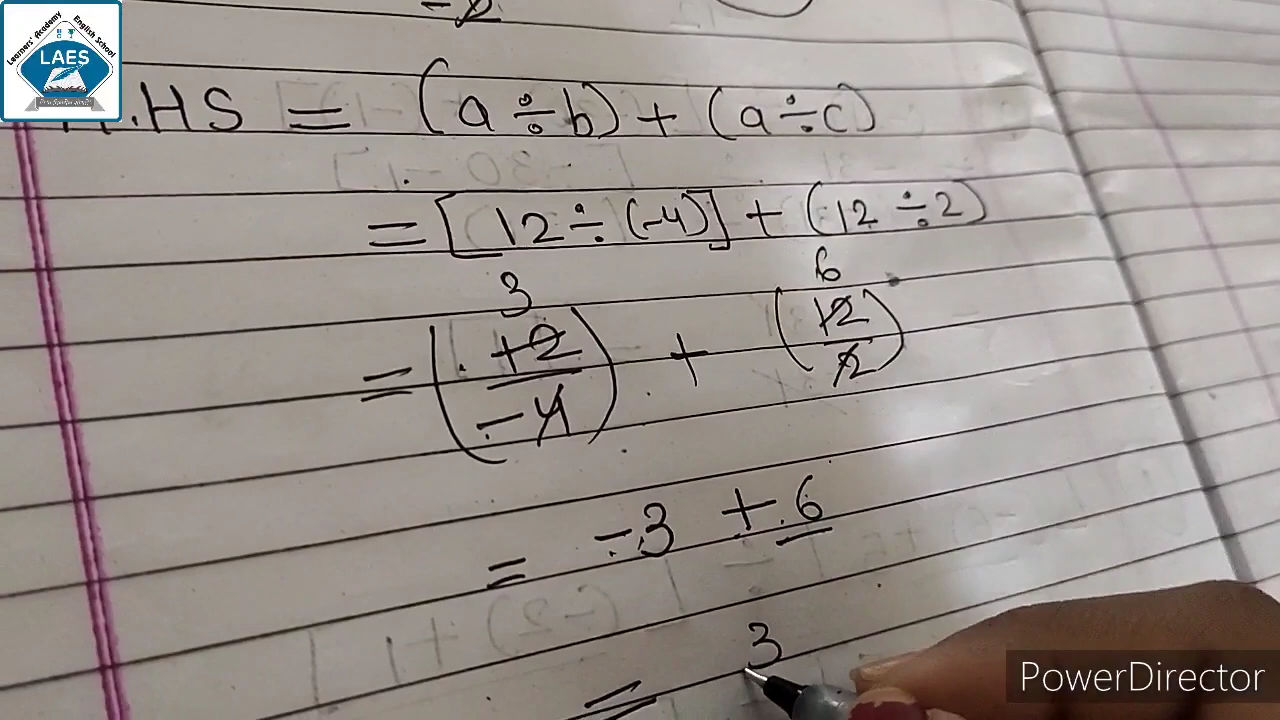 Learners' Academy English School
LAES
-2
R.HS = (a ÷ b) + (a ÷ c)
= [12 ÷ (-4)] + (12 ÷ 2)
3 6
= (12/-4) + (12/2)
= -3 + 6
= 3
PowerDirector